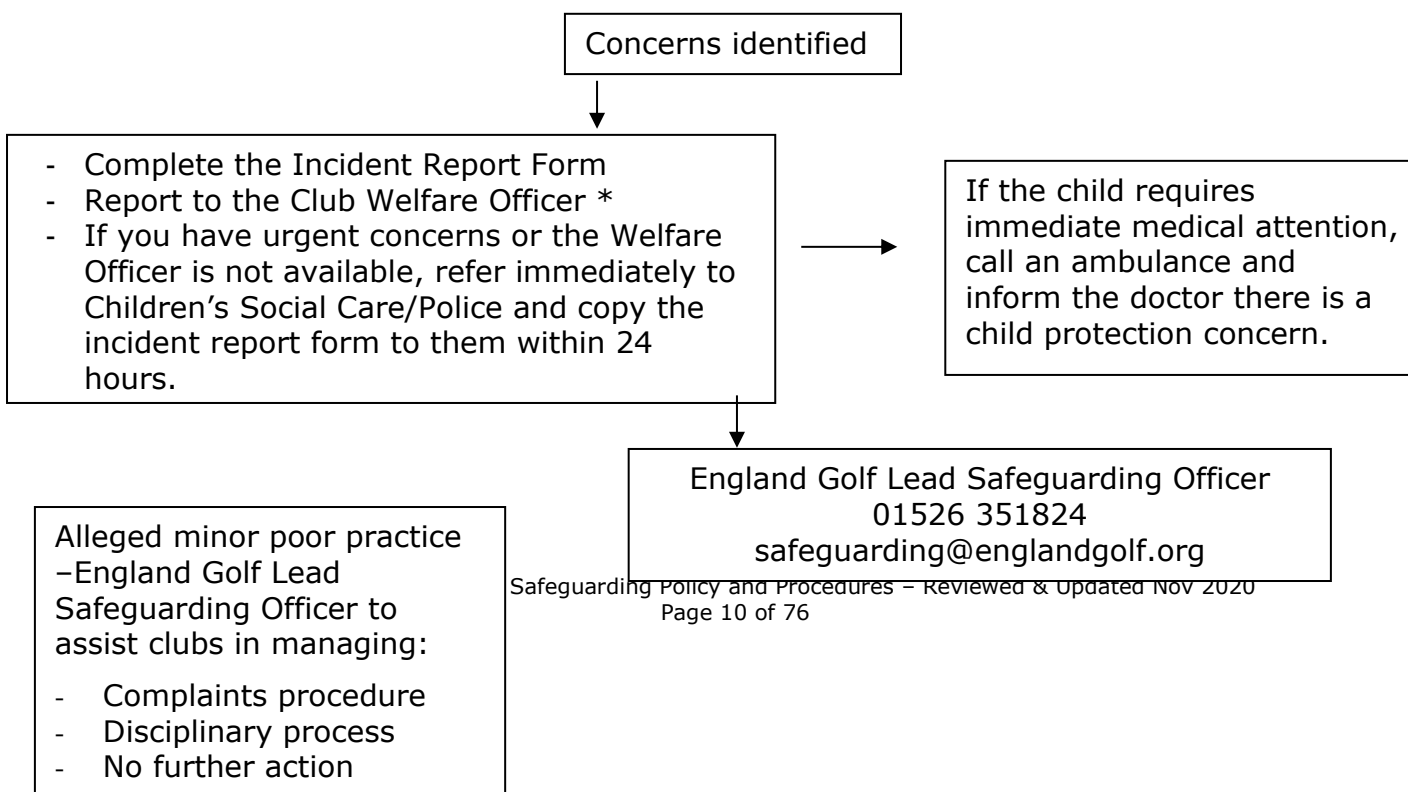 Concerns identified
- Complete the Incident Report Form
- Report to the Club Welfare Officer *
- If you have urgent concerns or the Welfare
Officer is not available, refer immediately to
Children’s Social Care/Police and copy the
incident report form to them within 24
hours.
If the child requires
immediate medical attention,
call an ambulance and
inform the doctor there is a
child protection concern.
England Golf Lead Safeguarding Officer
01526 351824
safeguarding@englandgolf.org
Alleged minor poor practice
–England Golf Lead
Safeguarding Officer to
assist clubs in managing:
- Complaints procedure
- Disciplinary process
- No further action
Safeguarding Policy and Procedures – Reviewed & Updated Nov 2020
Page 10 of 76